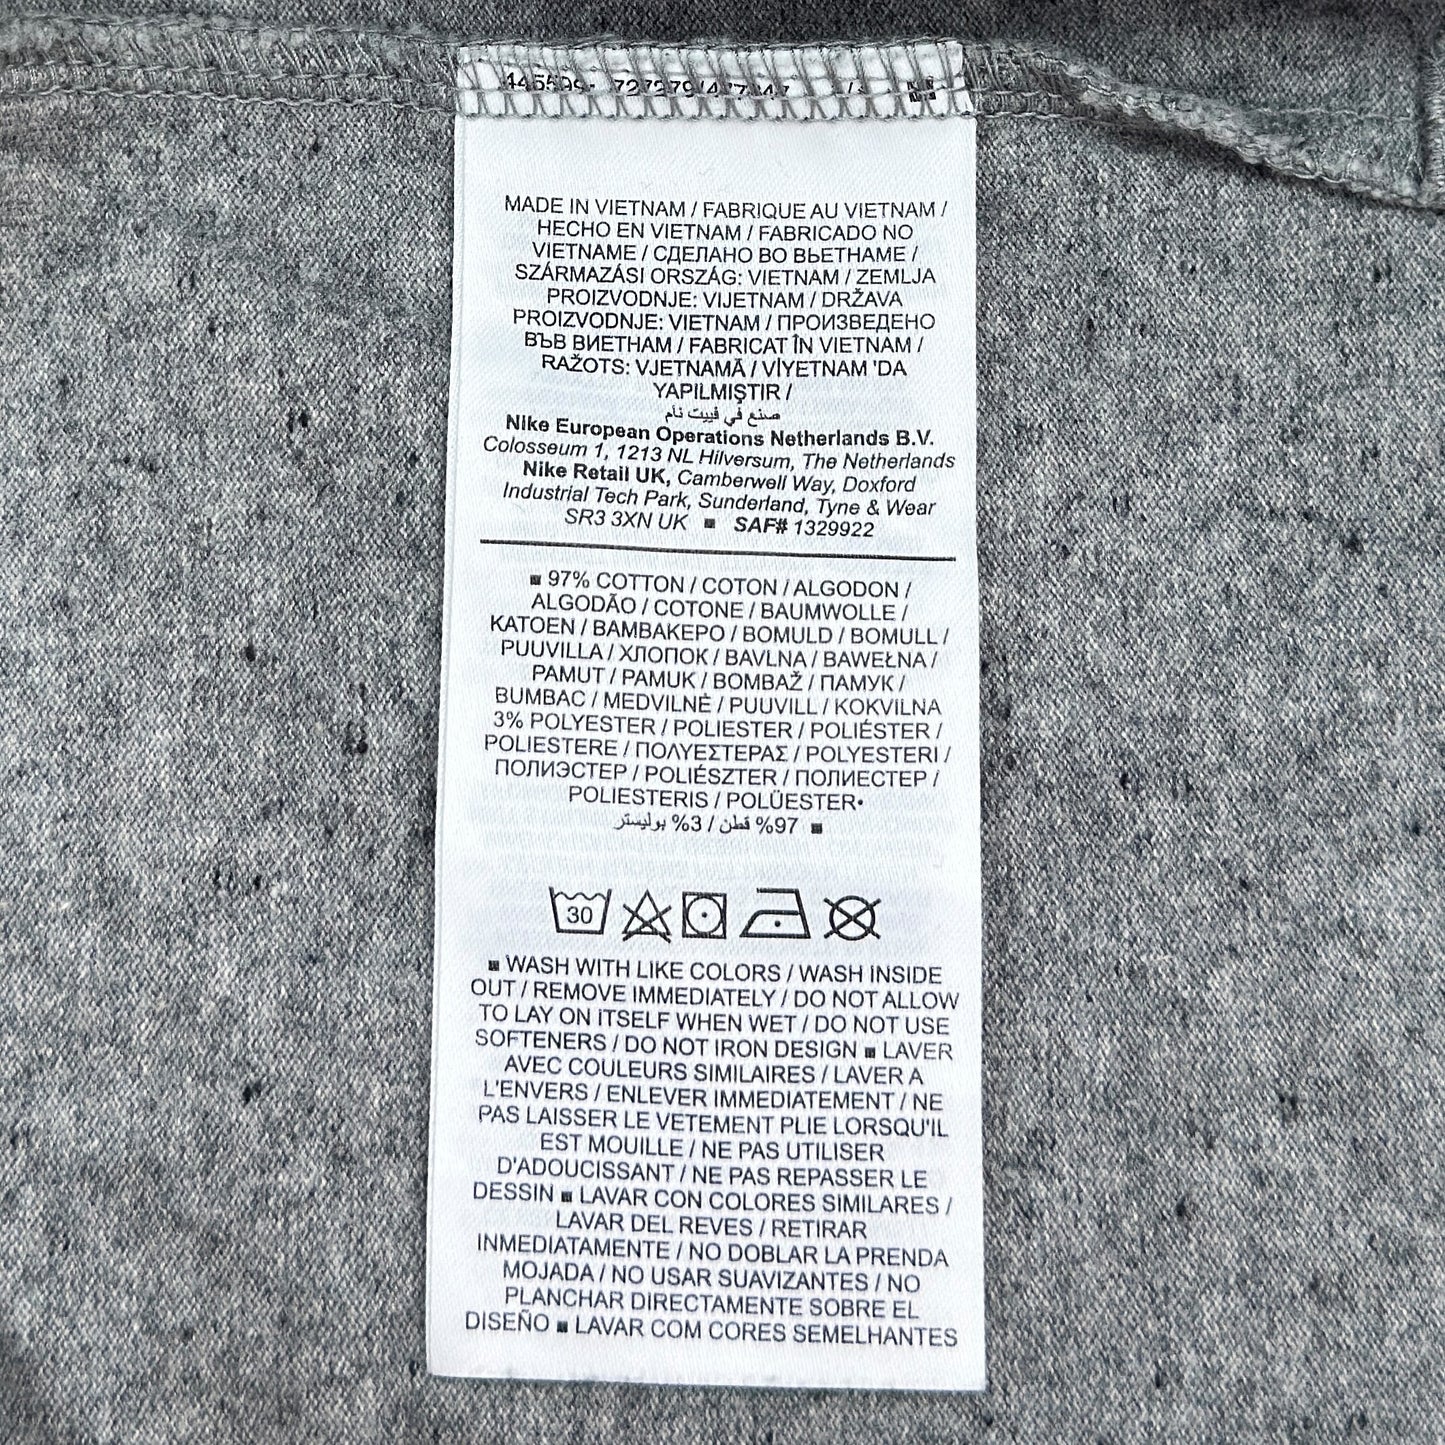 MADE IN VIETNAM / FABRIQUE AU VIETNAM /
HECHO EN VIETNAM / FABRICADO NO
VIETNAME / СДЕЛАНО ВО ВЬЕТНАМЕ /
SZÁRMAZÁSI ORSZÁG: VIETNAM / ZEMLJA
PROIZVODNJE: VIJETNAM / DRŽAVA
PROIZVODNJE: VIETNAM / ПРОИЗВЕДЕНО
ВЪВ ВИЕТНАМ / FABRICAT ÎN VIETNAM /
RAŽOTS: VJETNAMĀ / VİYETNAM 'DA
YAPILMIŞTIR /
صنع في فييت نام
Nike European Operations Netherlands B.V.
Colosseum 1, 1213 NL Hilversum, The Netherlands
Nike Retail UK, Camberwell Way, Doxford
Industrial Tech Park, Sunderland, Tyne & Wear
SR3 3XN UK ■ SAF# 1329922
■ 97% COTTON / COTON / ALGODON /
ALGODÃO / COTONE / BAUMWOLLE /
KATOEN / ΒΑΜΒΑΚΕΡΟ / BOMULD / BOMULL /
PUUVILLA / ХЛОПОК / BAVLNA / BAWEŁNA /
PAMUT / PAMUK / BOMBAŽ / ПАМУК /
BUMBAC / MEDVILNĖ / PUUVILL / KOKVILNA
3% POLYESTER / POLIESTER / POLIÉSTER /
POLIESTERE / ΠΟΛΥΕΣΤΕΡΑΣ / POLYESTERI /
ПОЛИЭСТЕР / POLIÉSZTER / ПОЛИЕСТЕР /
POLIESTERIS / POLÜESTER•
■ 97% قطن / 3% بوليستر
30
■ WASH WITH LIKE COLORS / WASH INSIDE
OUT / REMOVE IMMEDIATELY / DO NOT ALLOW
TO LAY ON ITSELF WHEN WET / DO NOT USE
SOFTENERS / DO NOT IRON DESIGN ■ LAVER
AVEC COULEURS SIMILAIRES / LAVER A
L'ENVERS / ENLEVER IMMEDIATEMENT / NE
PAS LAISSER LE VETEMENT PLIE LORSQU'IL
EST MOUILLE / NE PAS UTILISER
D'ADOUCISSANT / NE PAS REPASSER LE
DESSIN ■ LAVAR CON COLORES SIMILARES /
LAVAR DEL REVES / RETIRAR
INMEDIATAMENTE / NO DOBLAR LA PRENDA
MOJADA / NO USAR SUAVIZANTES / NO
PLANCHAR DIRECTAMENTE SOBRE EL
DISEÑO ■ LAVAR COM CORES SEMELHANTES